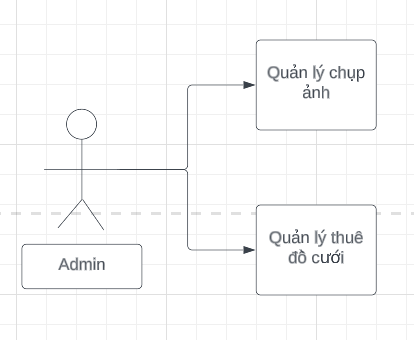 Quản lý chụp
ảnh
Admin
Quản lý thuê
đồ cưới